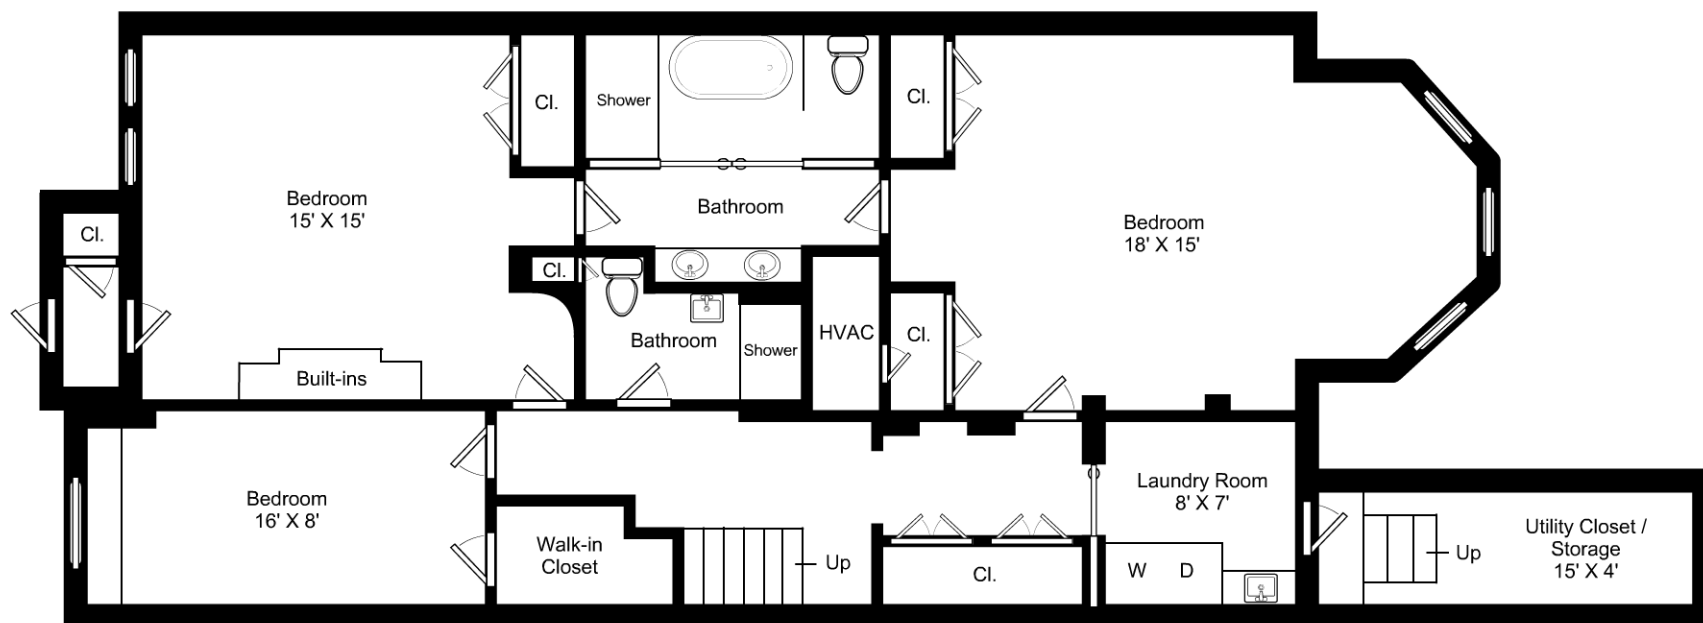 Cl.
Shower
Cl.
Bedroom
15' X 15'
Bathroom
Bedroom
18' X 15'
Cl.
Cl.
HVAC
Cl.
Bathroom
Shower
Built-ins
Laundry Room
8' X 7'
Bedroom
16' X 8'
Walk-in
Closet
Up
Cl.
W D
Up
Utility Closet /
Storage
15' X 4'